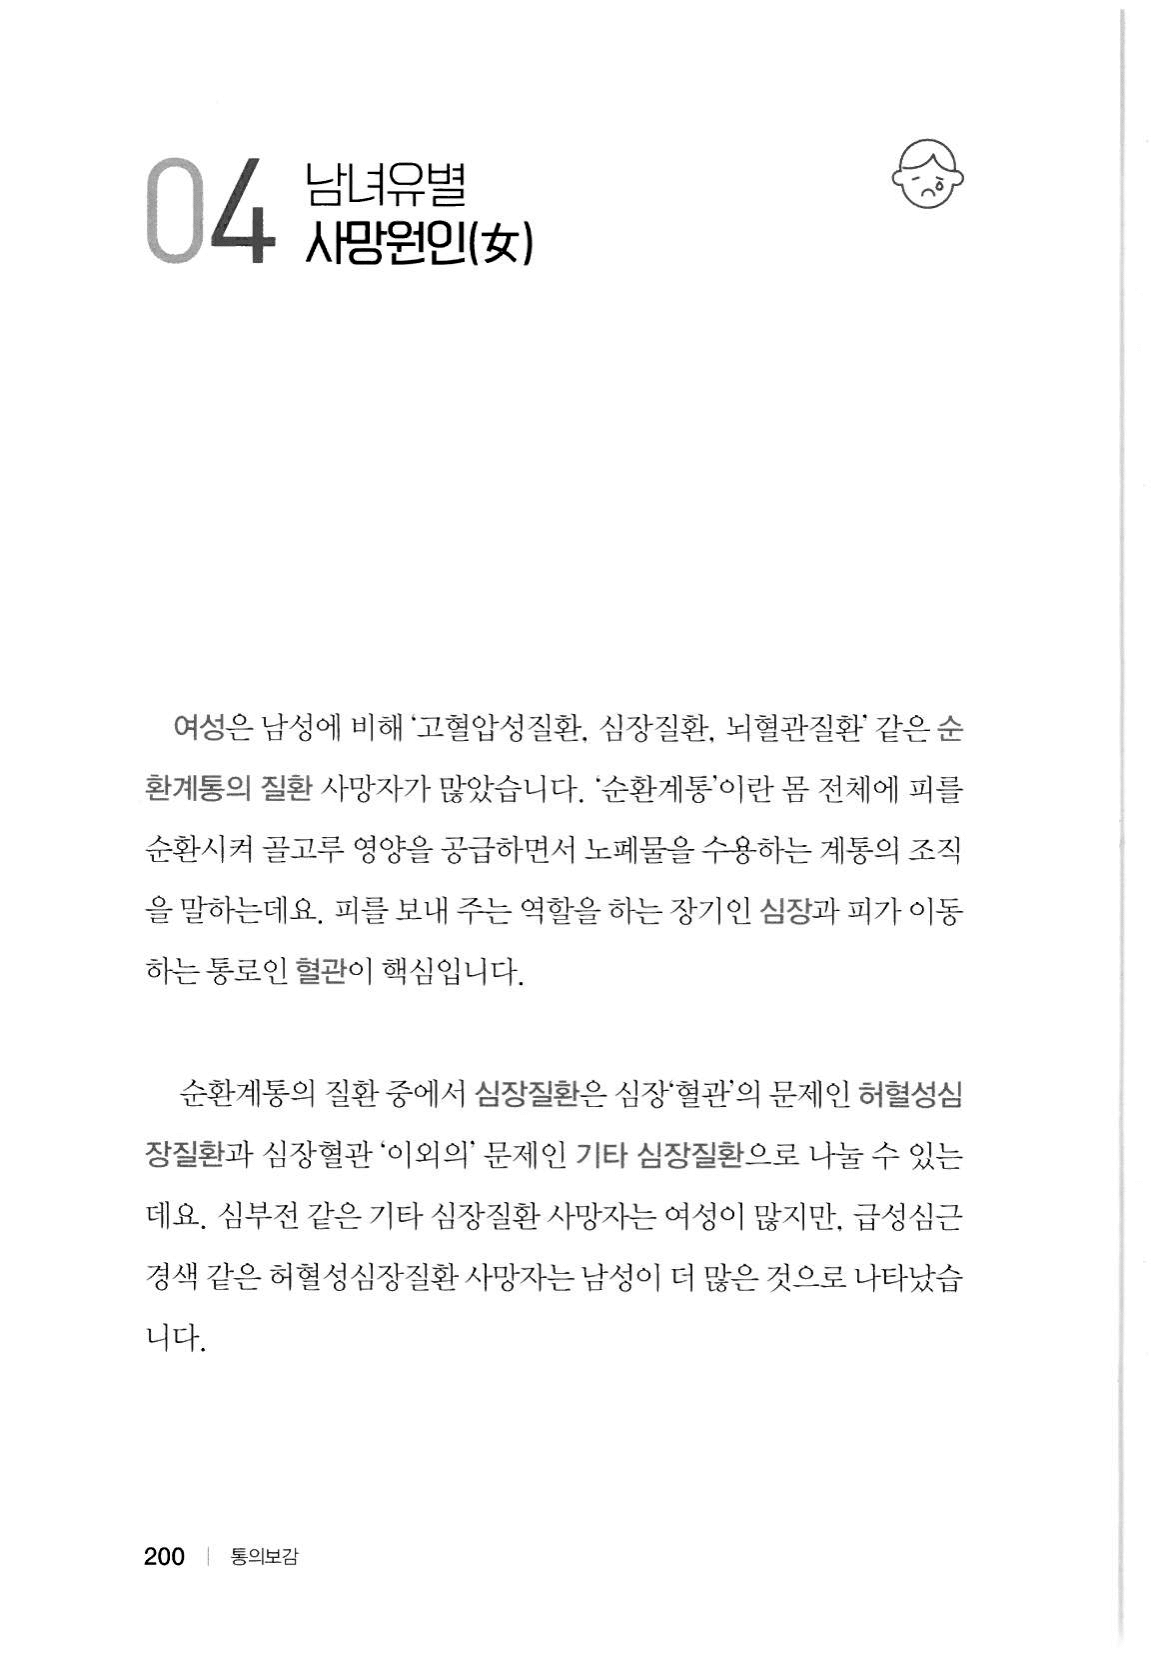 04 남녀유별
사망원인(女)
여성은 남성에 비해 ‘고혈압성질환, 심장질환, 뇌혈관질환’ 같은 순
환계통의 질환 사망자가 많았습니다. ‘순환계통’이란 몸 전체에 피를
순환시켜 골고루 영양을 공급하면서 노폐물을 수용하는 계통의 조직
을 말하는데요. 피를 보내 주는 역할을 하는 장기인 심장과 피가 이동
하는 통로인 혈관이 핵심입니다.
순환계통의 질환 중에서 심장질환은 심장‘혈관’의 문제인 허혈성심
장질환과 심장혈관 ‘이외의’ 문제인 기타 심장질환으로 나눌 수 있는
데요. 심부전 같은 기타 심장질환 사망자는 여성이 많지만, 급성심근
경색 같은 허혈성심장질환 사망자는 남성이 더 많은 것으로 나타났습
니다.
200 | 통의보감